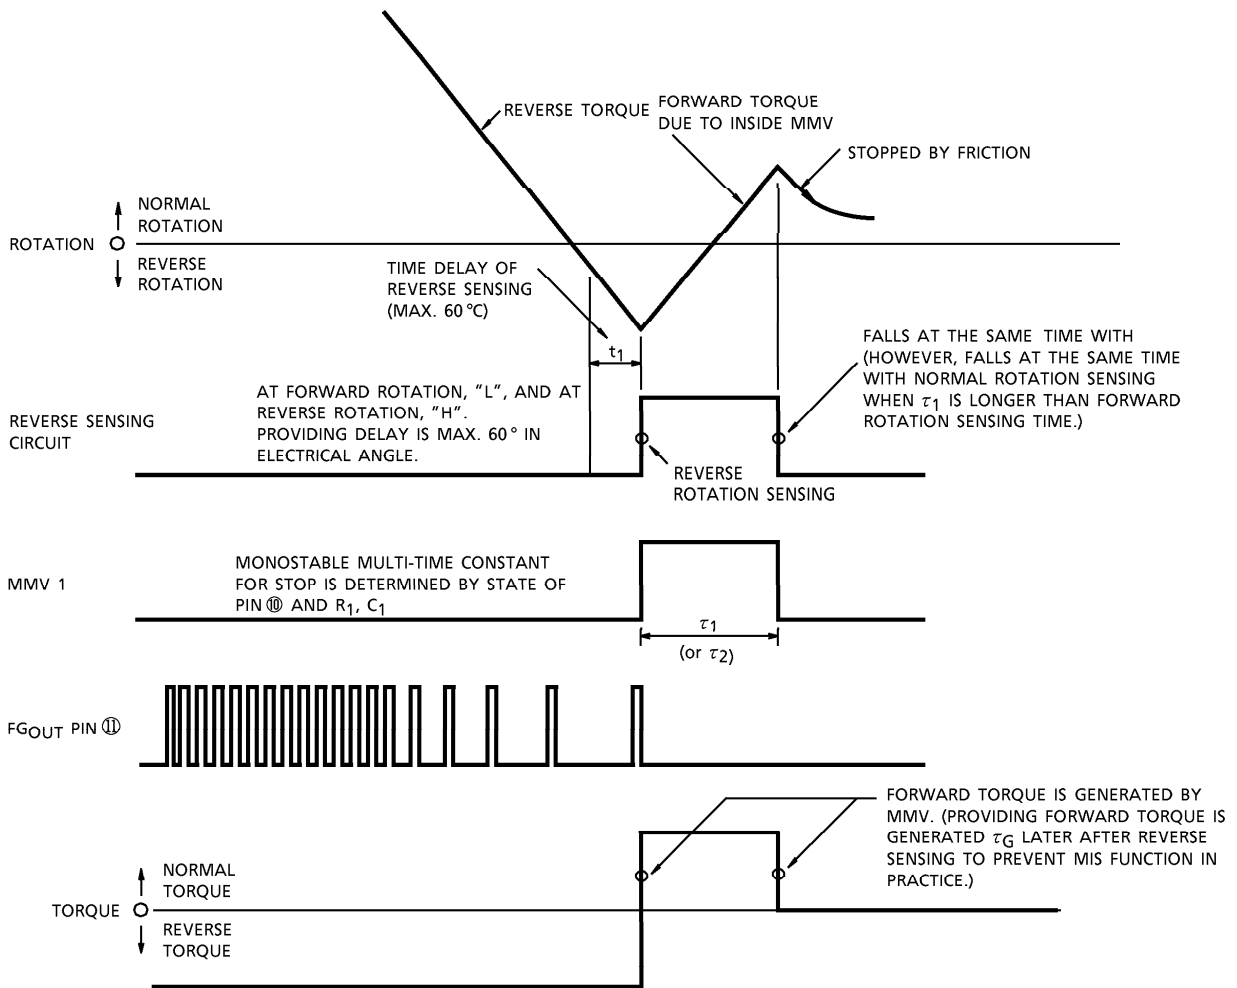 REVERSE TORQUE
FORWARD TORQUE
DUE TO INSIDE MMV
STOPPED BY FRICTION
NORMAL
ROTATION
ROTATION
REVERSE
ROTATION
TIME DELAY OF
REVERSE SENSING
(MAX. 60°C)
t1
FALLS AT THE SAME TIME WITH
(HOWEVER, FALLS AT THE SAME TIME
WITH NORMAL ROTATION SENSING
WHEN τ1 IS LONGER THAN FORWARD
ROTATION SENSING TIME.)
AT FORWARD ROTATION, "L", AND AT
REVERSE ROTATION, "H".
PROVIDING DELAY IS MAX. 60° IN
ELECTRICAL ANGLE.
REVERSE SENSING
CIRCUIT
REVERSE
ROTATION SENSING
MONOSTABLE MULTI-TIME CONSTANT
FOR STOP IS DETERMINED BY STATE OF
PIN ⑩ AND R1, C1
MMV 1
τ1
(or τ2)
FGOUT PIN ⑪
FORWARD TORQUE IS GENERATED BY
MMV. (PROVIDING FORWARD TORQUE IS
GENERATED τG LATER AFTER REVERSE
SENSING TO PREVENT MIS FUNCTION IN
PRACTICE.)
NORMAL
TORQUE
TORQUE
REVERSE
TORQUE